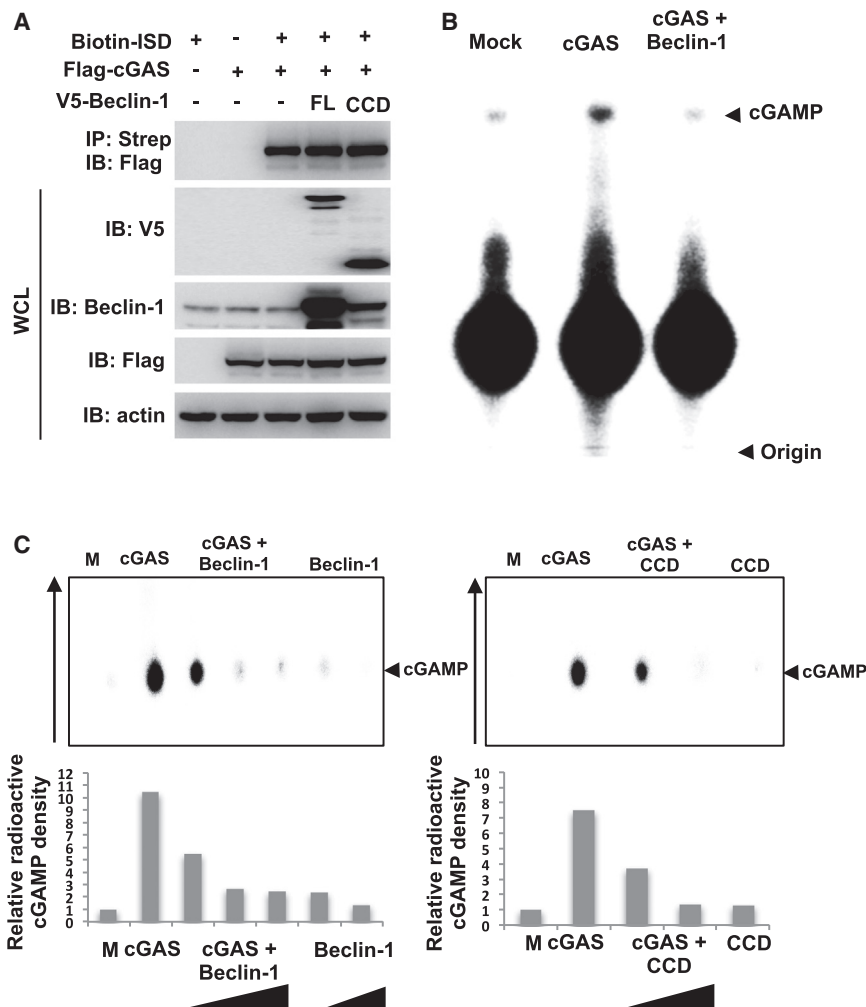 A
Biotin-ISD + - + + +
Flag-cGAS - + + + +
V5-Beclin-1 - - - FL CCD
IP: Strep
IB: Flag
WCL
IB: V5
IB: Beclin-1
IB: Flag
IB: actin
B
Mock cGAS cGAS +
Beclin-1
cGAMP
Origin
C
M cGAS cGAS +
Beclin-1 Beclin-1
cGAMP
Relative radioactive
cGAMP density
12
11
10
9
8
7
6
5
4
3
2
1
0
M cGAS cGAS +
Beclin-1 Beclin-1
M cGAS cGAS +
CCD CCD
cGAMP
Relative radioactive
cGAMP density
10
9
8
7
6
5
4
3
2
1
0
M cGAS cGAS +
CCD CCD